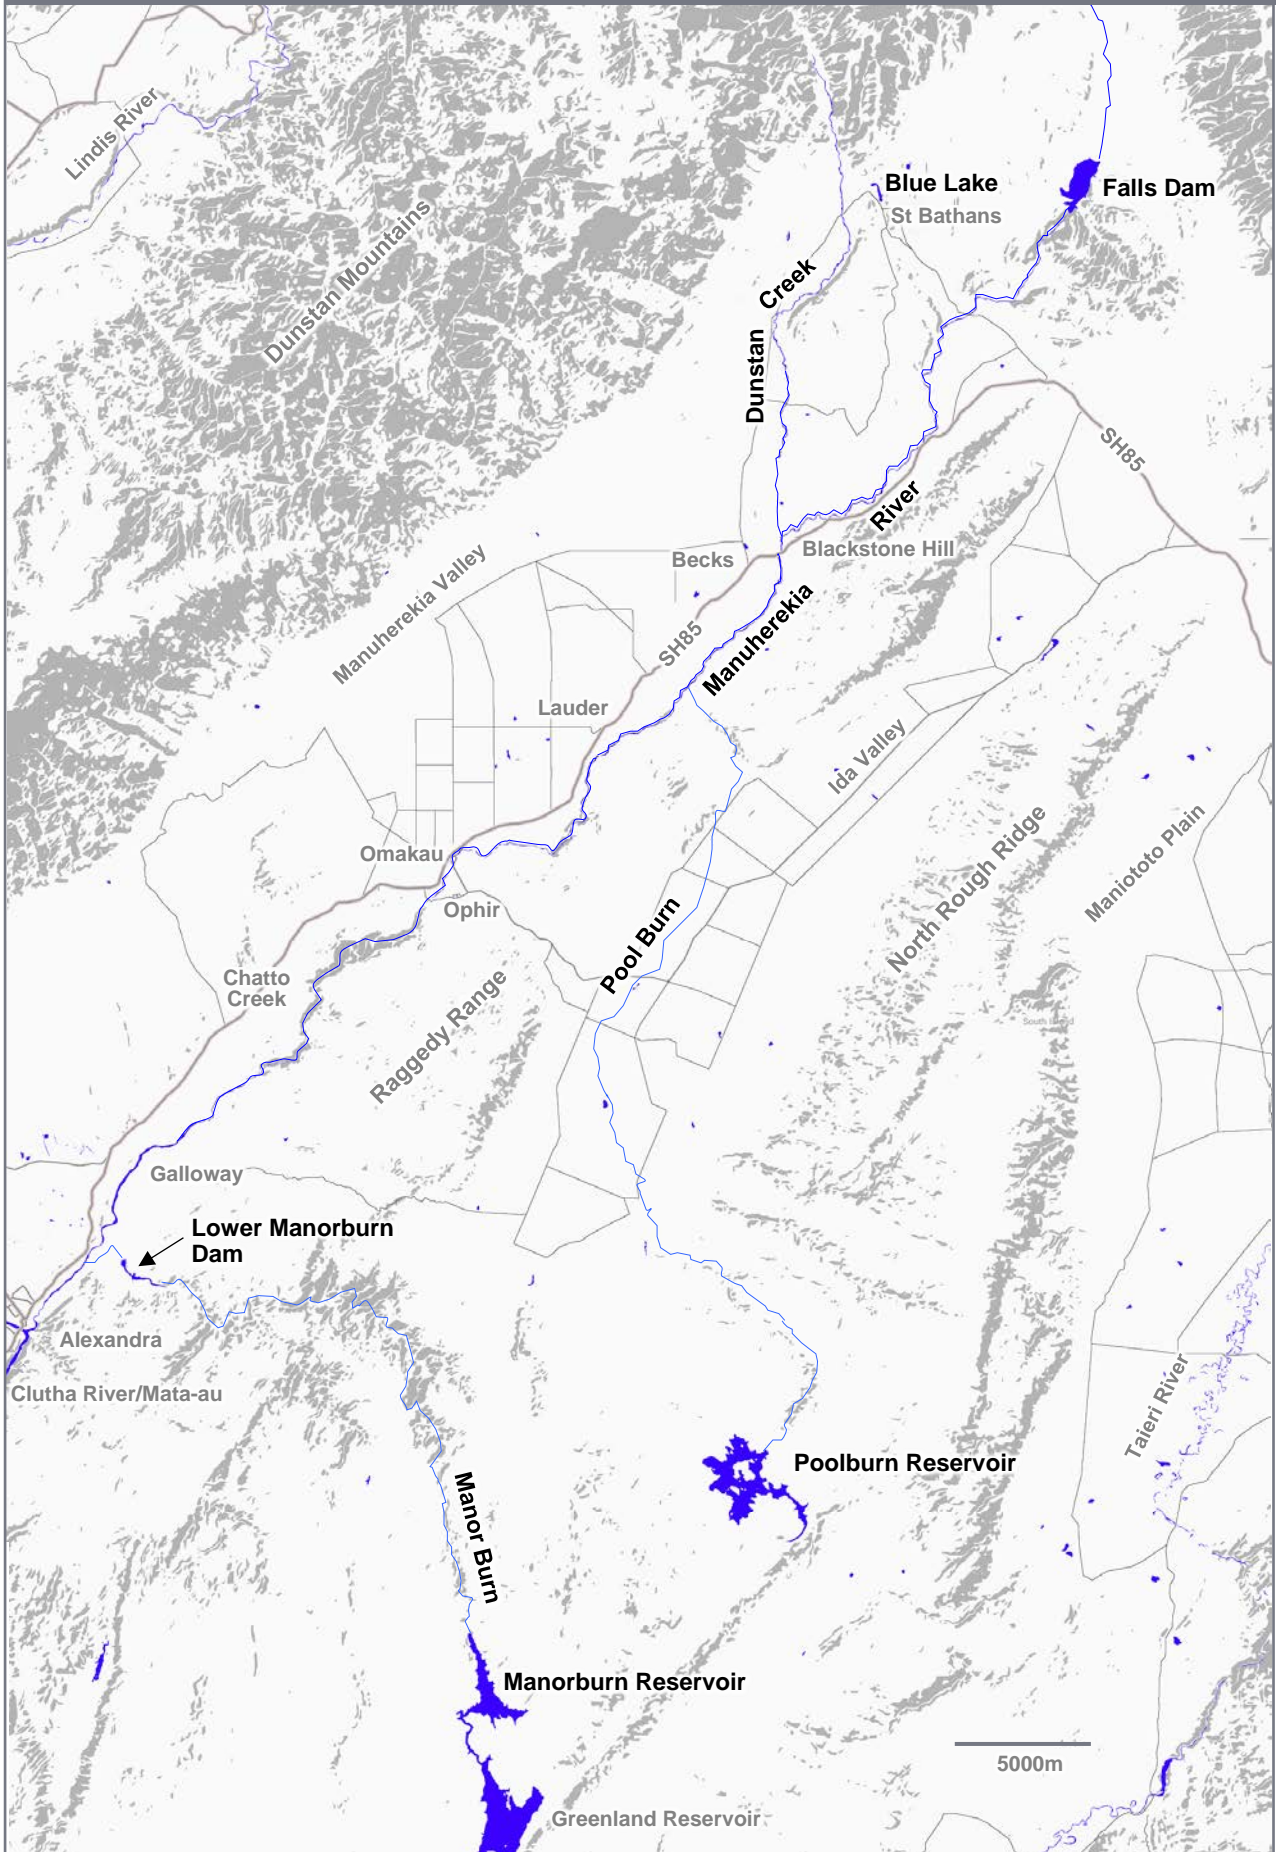 Lindis River
Blue Lake
Falls Dam
St Bathans
Dunstan Mountains
Dunstan
Creek
SH85
River
Blackstone Hill
Becks
Manuherekia Valley
Manuherekia
SH85
Lauder
Ida Valley
Omakau
Ophir
North Rough Ridge
Maniototo Plain
Pool Burn
Chatto
Creek
Raggedy Range
South Island
Galloway
Lower Manorburn
Dam
Alexandra
Clutha River/Mata-au
Taieri River
Poolburn Reservoir
Manor Burn
Manorburn Reservoir
5000m
Greenland Reservoir